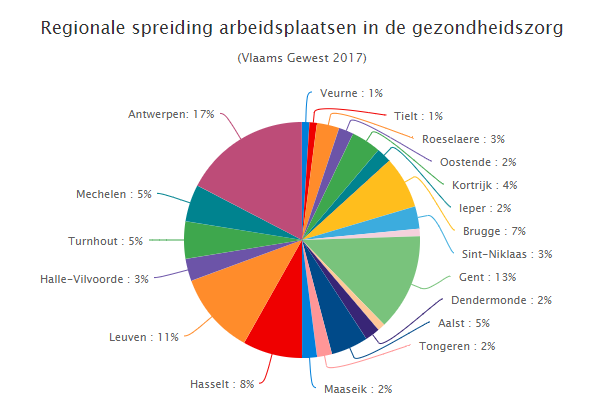 Regionale spreiding arbeidsplaatsen in de gezondheidszorg
(Vlaams Gewest 2017)
Veurne : 1%
Tielt : 1%
Roeselaere : 3%
Oostende : 2%
Kortrijk : 4%
Ieper : 2%
Brugge : 7%
Sint-Niklaas : 3%
Gent : 13%
Dendermonde : 2%
Aalst : 5%
Tongeren : 2%
Maaseik : 2%
Hasselt : 8%
Leuven : 11%
Halle-Vilvoorde : 3%
Turnhout : 5%
Mechelen : 5%
Antwerpen: 17%